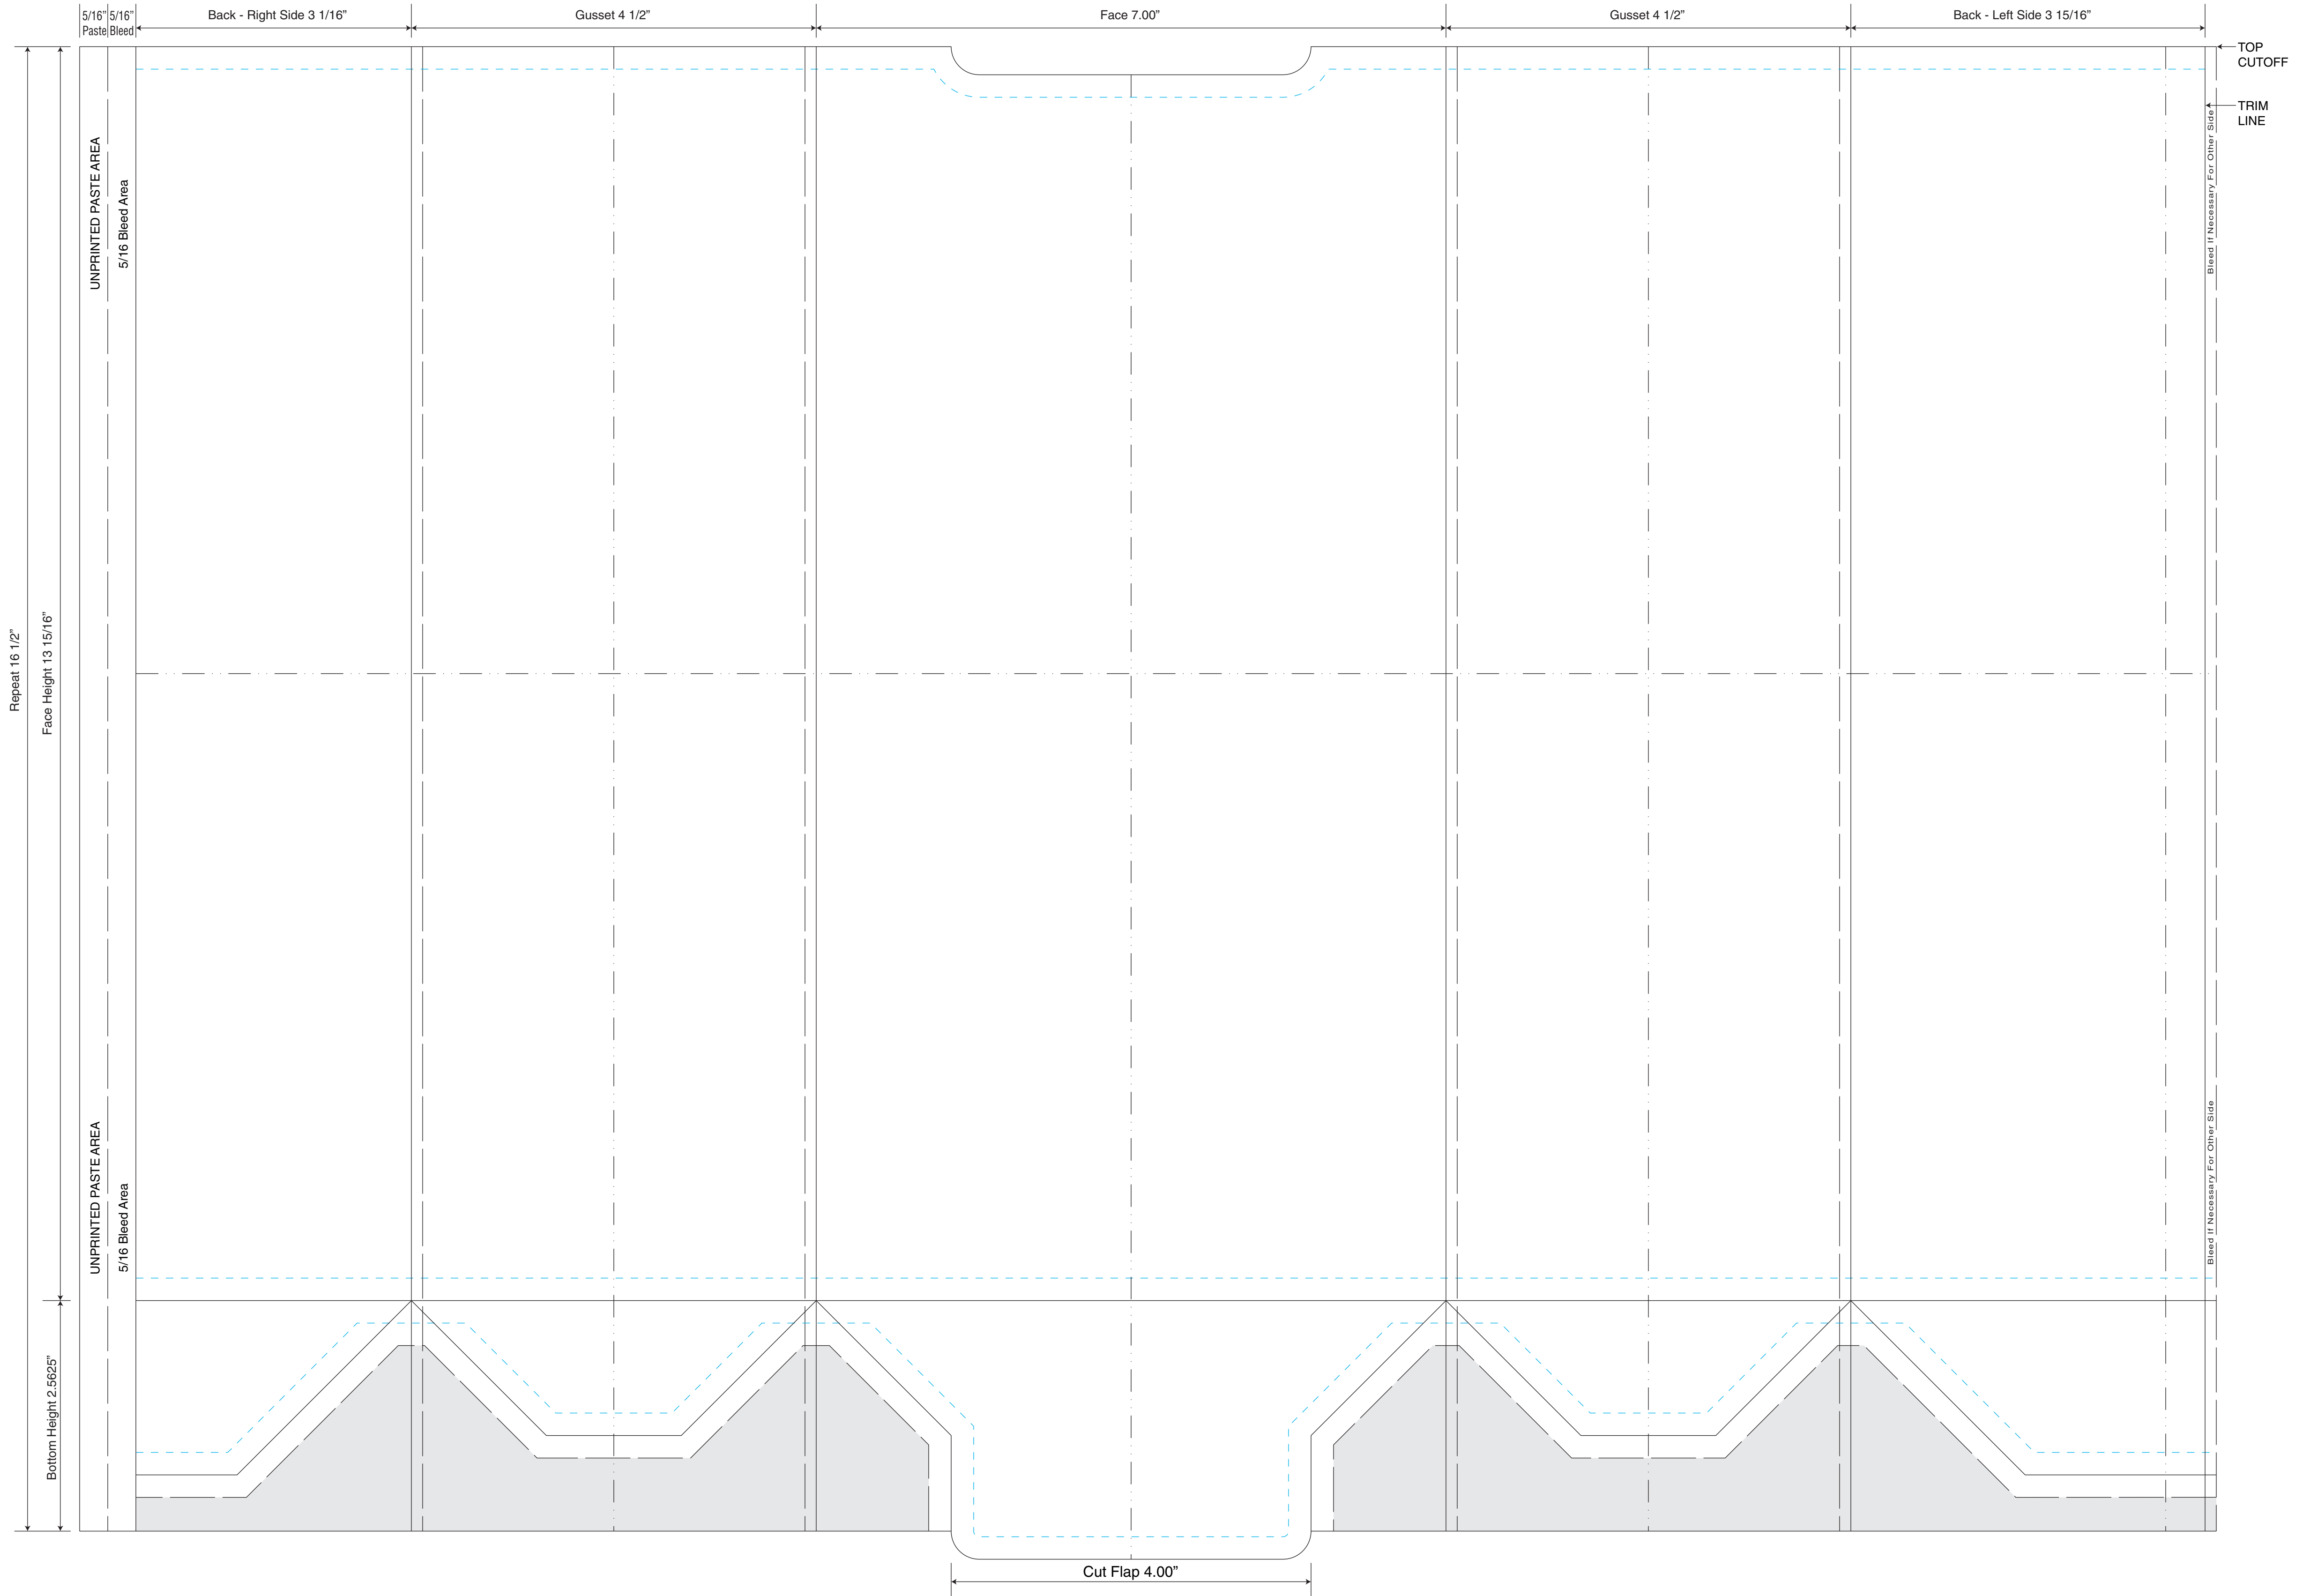 5/16” 5/16”
Paste Bleed
Back - Right Side 3 1/16”
Gusset 4 1/2”
Face 7.00”
Gusset 4 1/2”
Back - Left Side 3 15/16”
TOP
CUTOFF
TRIM
LINE
UNPRINTED PASTE AREA
5/16 Bleed Area
Bleed If Necessary For Other Side
Repeat 16 1/2”
Face Height 13 15/16”
UNPRINTED PASTE AREA
5/16 Bleed Area
Bleed If Necessary For Other Side
Bottom Height 2.5625”
Cut Flap 4.00”